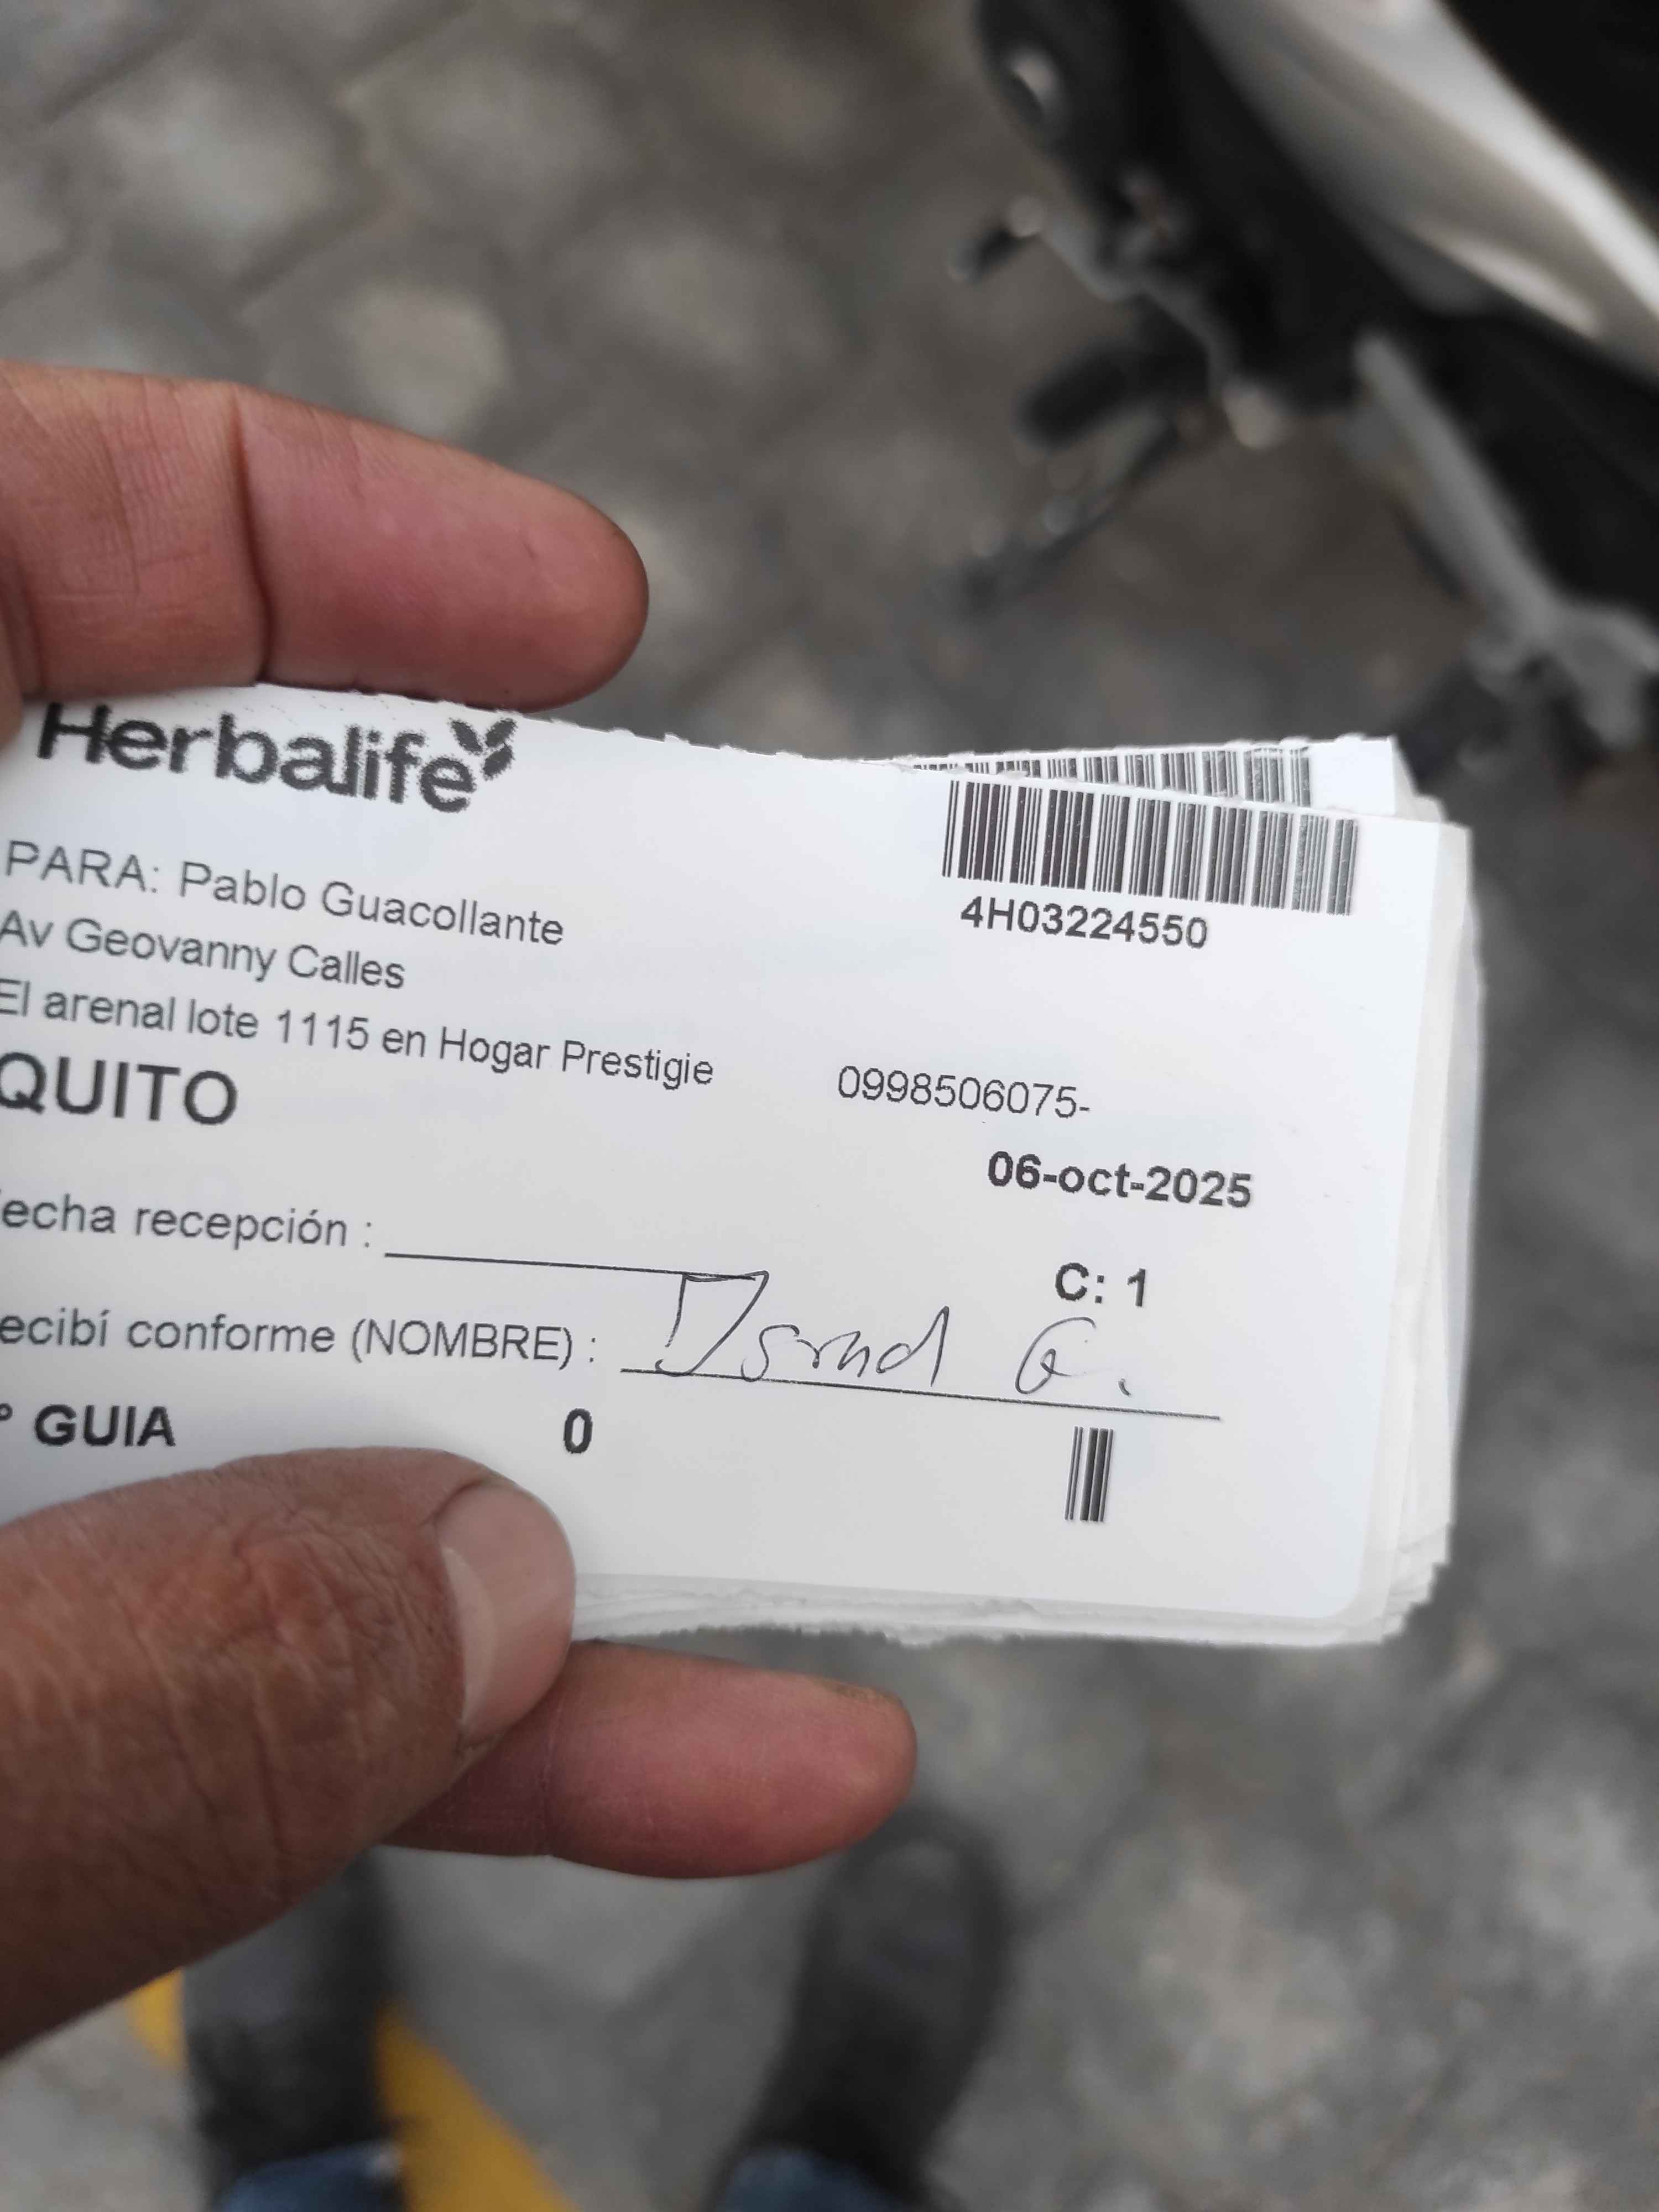 Herbalife
4H03224550
PARA: Pablo Guacollante
Av Geovanny Calles
El arenal lote 1115 en Hogar Prestigie 0998506075-
QUITO
06-oct-2025
echa recepción :
C: 1
ecibí conforme (NOMBRE) : G.
° GUIA 0